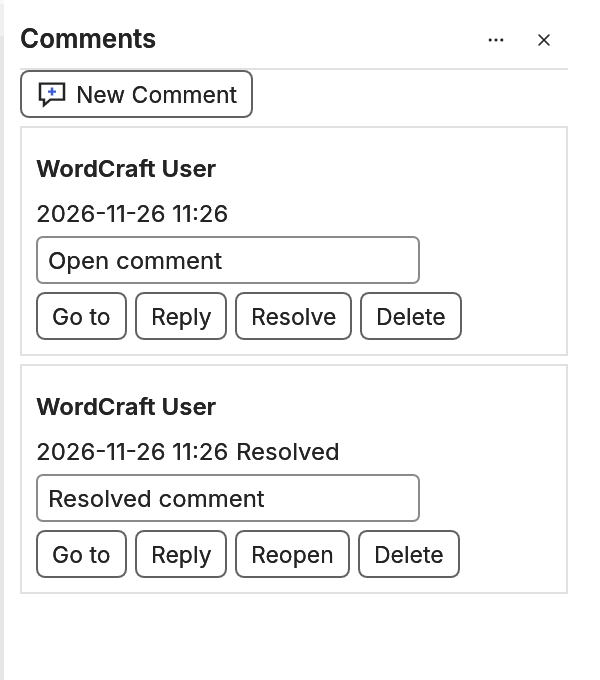 Comments
New Comment
WordCraft User
2026-11-26 11:26
Open comment
Go to Reply Resolve Delete
WordCraft User
2026-11-26 11:26 Resolved
Resolved comment
Go to Reply Reopen Delete